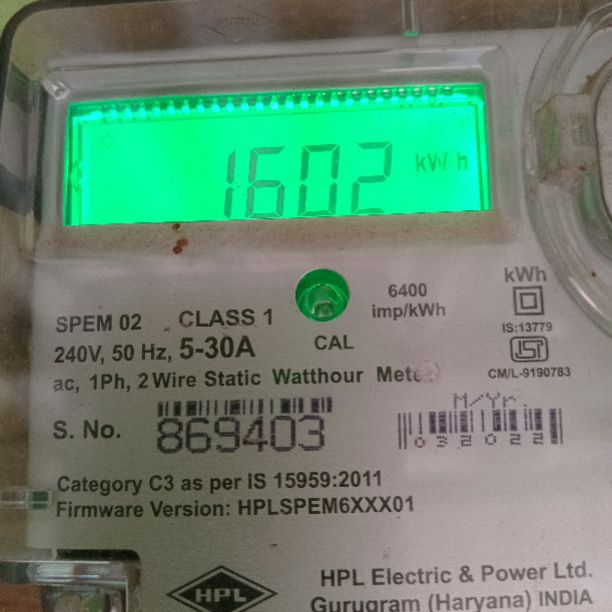 1602 kWh
kWh
6400
imp/kWh
IS:13779
ISI
CM/L-9190783
SPEM 02 CLASS 1
CAL
240V, 50 Hz, 5-30A
ac, 1Ph, 2 Wire Static Watthour
M/Yr.
S. No. 869403
032022
Category C3 as per IS 15959:2011
Firmware Version: HPLSPEM6XXX01
HPL
HPL Electric & Power Ltd.
Gurugram (Haryana) INDIA